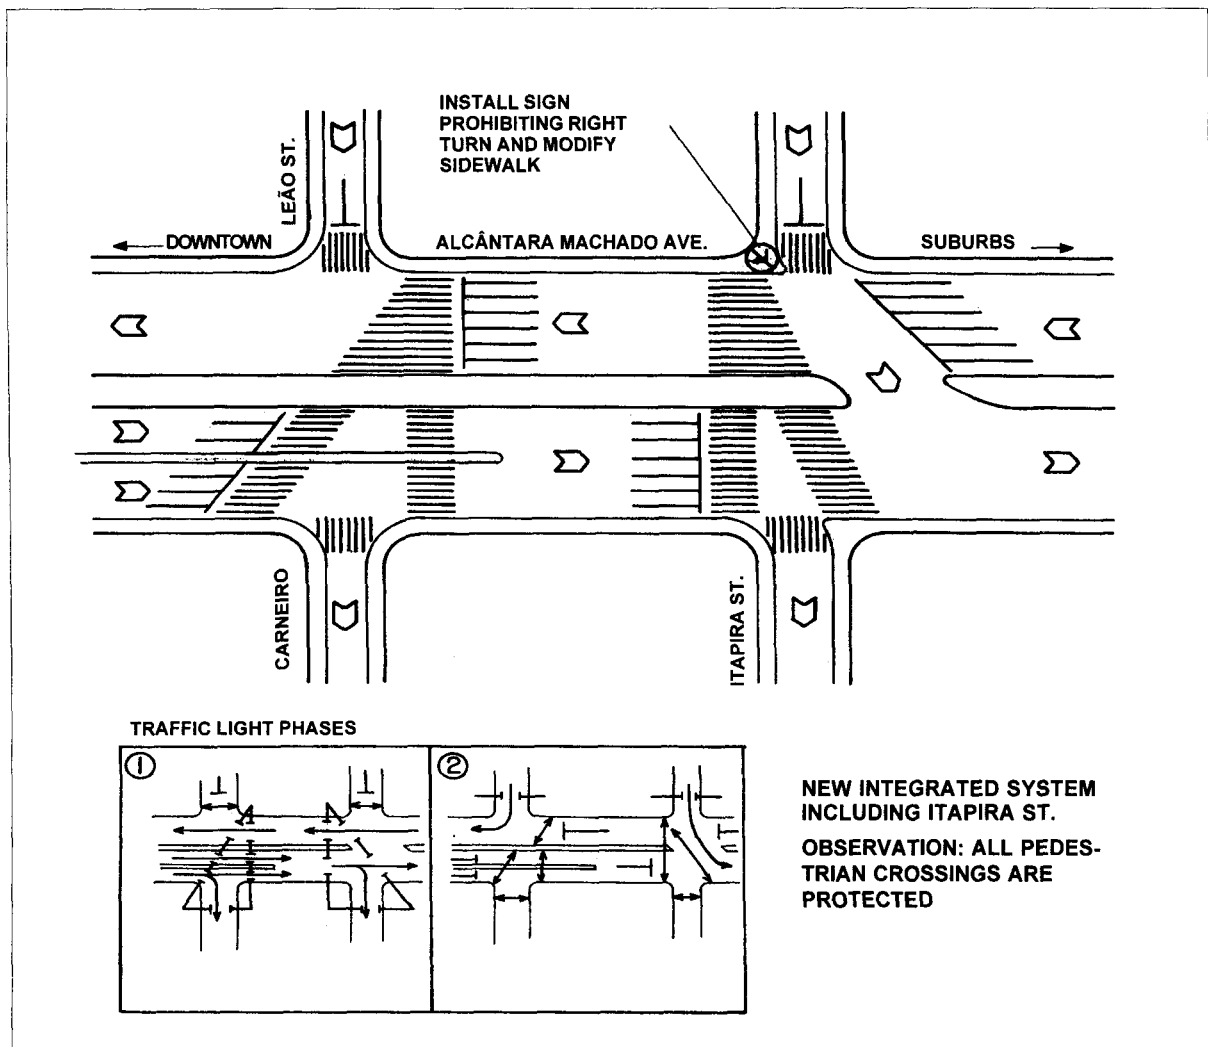 INSTALL SIGN
PROHIBITING RIGHT
TURN AND MODIFY
SIDEWALK
LEÃO ST.
DOWNTOWN
ALCÂNTARA MACHADO AVE.
SUBURBS
CARNEIRO
ITAPIRA ST.
TRAFFIC LIGHT PHASES
1
2
NEW INTEGRATED SYSTEM
INCLUDING ITAPIRA ST.
OBSERVATION: ALL PEDES-
TRIAN CROSSINGS ARE
PROTECTED